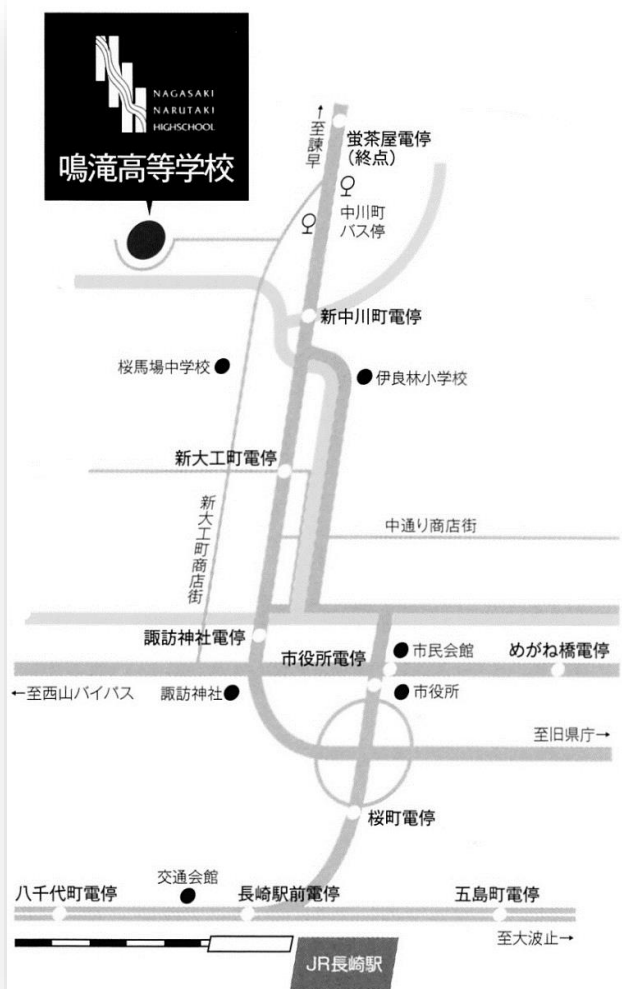 NAGASAKI
NARUTAKI
HIGHSCHOOL
鳴滝高等学校
↑至諫早
蛍茶屋電停
(終点)
中川町
バス停
新中川町電停
桜馬場中学校
伊良林小学校
新大工町電停
新大工町商店街
中通り商店街
諏訪神社電停
市役所電停
市民会館
めがね橋電停
←至西山バイパス
諏訪神社
市役所
至旧県庁→
桜町電停
交通会館
八千代町電停
長崎駅前電停
五島町電停
至大波止→
JR長崎駅